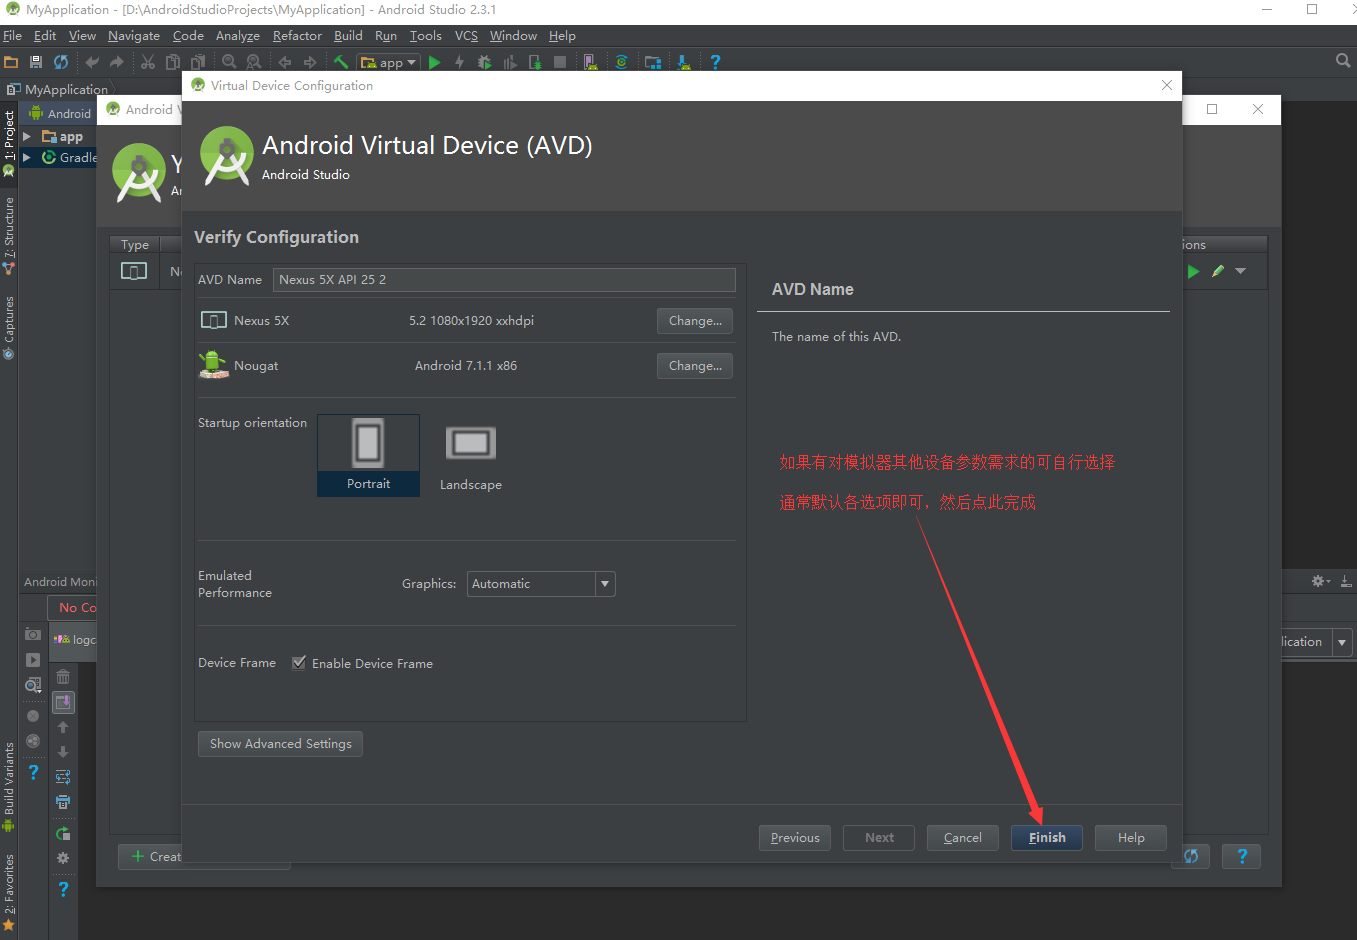 MyApplication - [D:\AndroidStudioProjects\MyApplication] - Android Studio 2.3.1
File Edit View Navigate Code Analyze Refactor Build Run Tools VCS Window Help
app
MyApplication
Virtual Device Configuration
Android
Android V
1: Project
app
Gradle
Android Virtual Device (AVD)
Android Studio
Y
7: Structure
Verify Configuration
Type
ions
AVD Name Nexus 5X API 25 2
AVD Name
Nexus 5X 5.2 1080x1920 xxhdpi Change...
The name of this AVD.
Captures
Nougat Android 7.1.1 x86 Change...
Startup orientation
Portrait
Landscape
如果有对模拟器其他设备参数需求的可自行选择
通常默认各选项即可，然后点此完成
Emulated
Performance
Graphics: Automatic
Android Moni
No Co
logca
lication
Device Frame Enable Device Frame
Show Advanced Settings
Build Variants
Previous Next Cancel Finish Help
Creat
2: Favorites